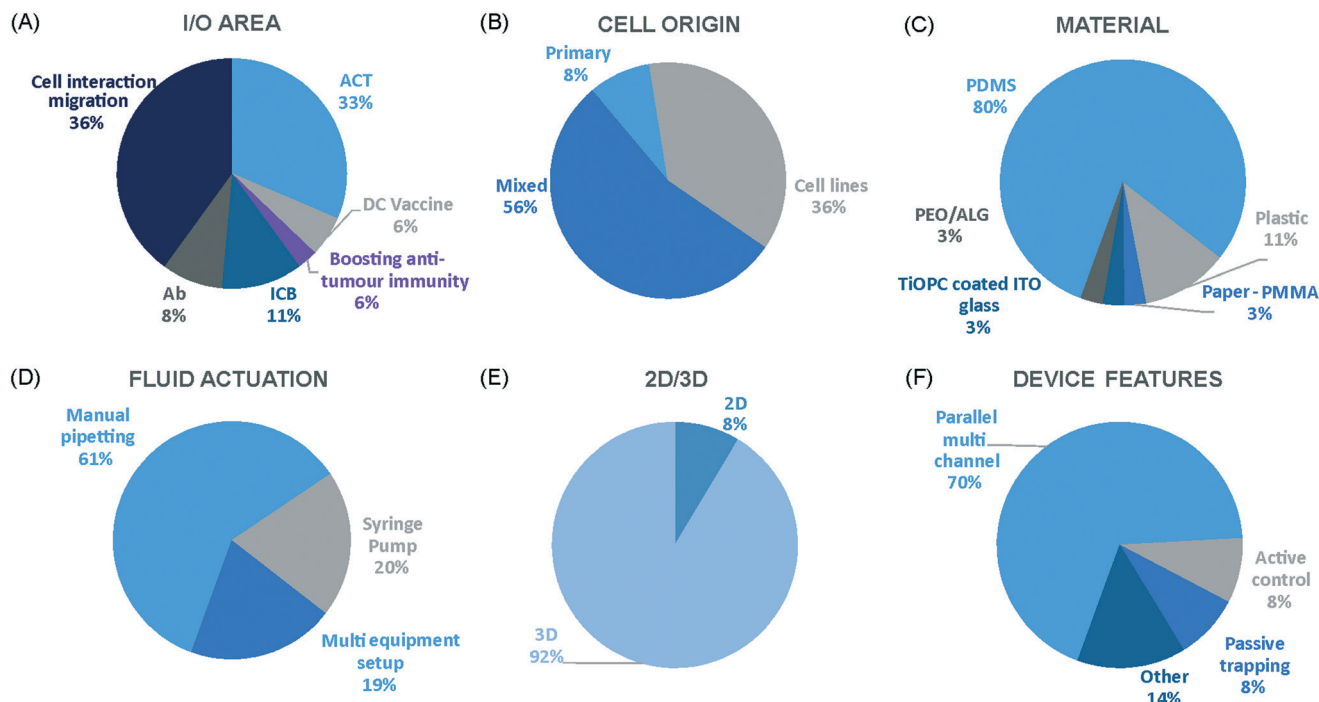 (A)
I/O AREA
Cell interaction
migration
36%
ACT
33%
DC Vaccine
6%
Boosting anti-
tumour immunity
6%
ICB
11%
Ab
8%
(B)
CELL ORIGIN
Primary
8%
Mixed
56%
Cell lines
36%
(C)
MATERIAL
PDMS
80%
PEO/ALG
3%
Plastic
11%
TiOPC coated ITO
glass
3%
Paper-PMMA
3%
(D)
FLUID ACTUATION
Manual
pipetting
61%
Syringe
Pump
20%
Multi equipment
setup
19%
(E)
2D/3D
2D
8%
3D
92%
(F)
DEVICE FEATURES
Parallel
multi
channel
70%
Active
control
8%
Passive
trapping
8%
Other
14%